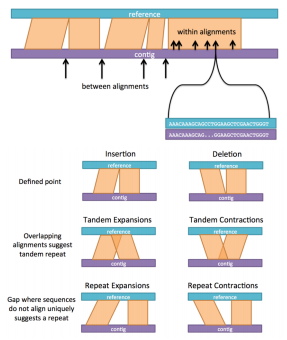 reference
within alignments
contig
between alignments
AAACAAAGCAGCCTGGAAGCTCGAACTGGGT
AAACAAAGCAG...GGAAGCTCGAACTGGGT
Insertion
Deletion
reference
reference
Defined point
contig
contig
Tandem Expansions
Tandem Contractions
reference
reference
Overlapping
alignments suggest
tandem repeat
contig
contig
Repeat Expansions
Repeat Contractions
reference
reference
Gap where sequences
do not align uniquely
suggests a repeat
contig
contig